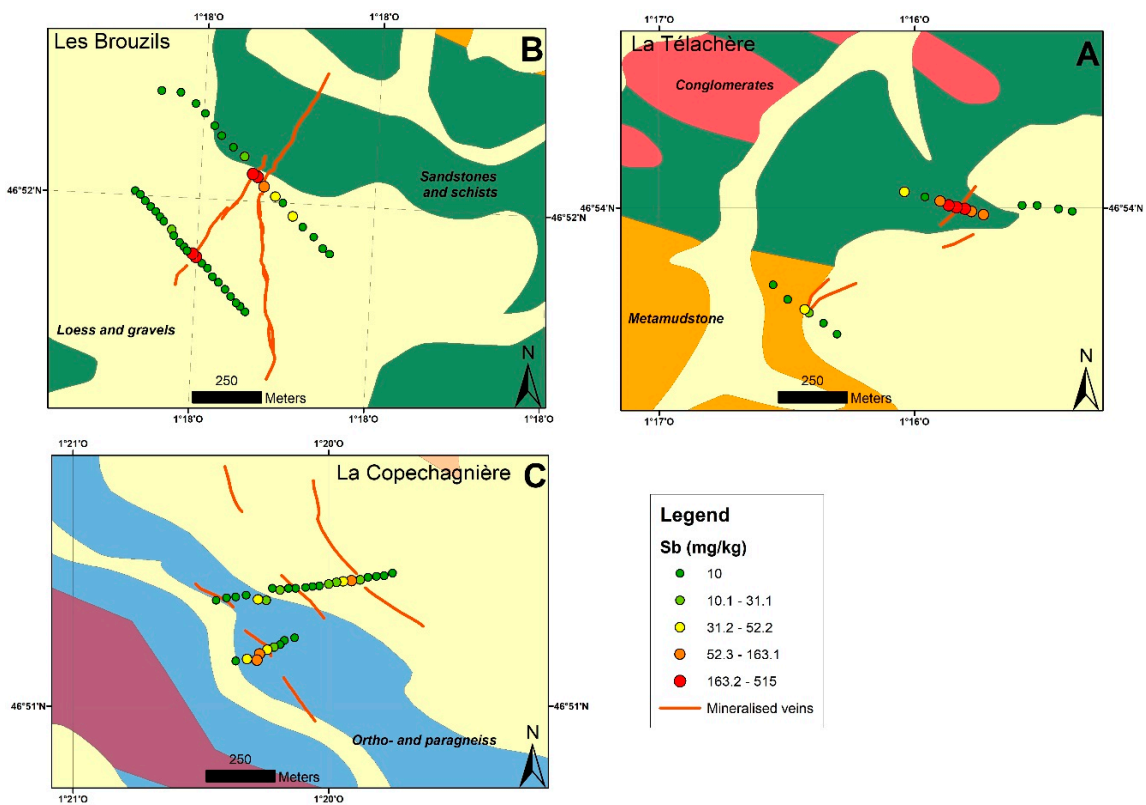 1°18'O
1°18'O
Les Brouzils
B
46°52'N
46°52'N
Sandstones
and schists
Loess and gravels
250
Meters
N
1°18'O
1°18'O
1°18'O
1°17'O
1°16'O
La Télachère
A
Conglomerates
46°54'N
46°54'N
Metamudstone
250
Meters
N
1°17'O
1°16'O
1°21'O
1°20'O
La Copechagnière
C
46°51'N
46°51'N
Ortho- and paragneiss
250
Meters
N
1°21'O
1°20'O
Legend
Sb (mg/kg)
10
10.1 - 31.1
31.2 - 52.2
52.3 - 163.1
163.2 - 515
Mineralised veins